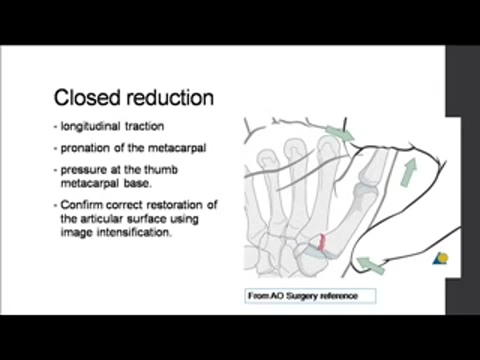 Closed reduction
- longitudinal traction
- pronation of the metacarpal
- pressure at the thumb
metacarpal base.
- Confirm correct restoration of
the articular surface using
image intensification.
From AO Surgery reference